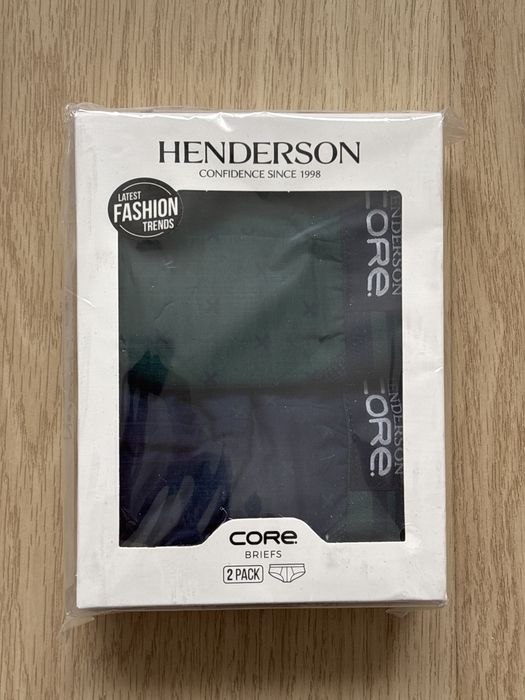 HENDERSON
CONFIDENCE SINCE 1998
LATEST
FASHION
TRENDS
HENDERSON
CORE.
HENDERSON
CORE.
CORE.
BRIEFS
2 PACK